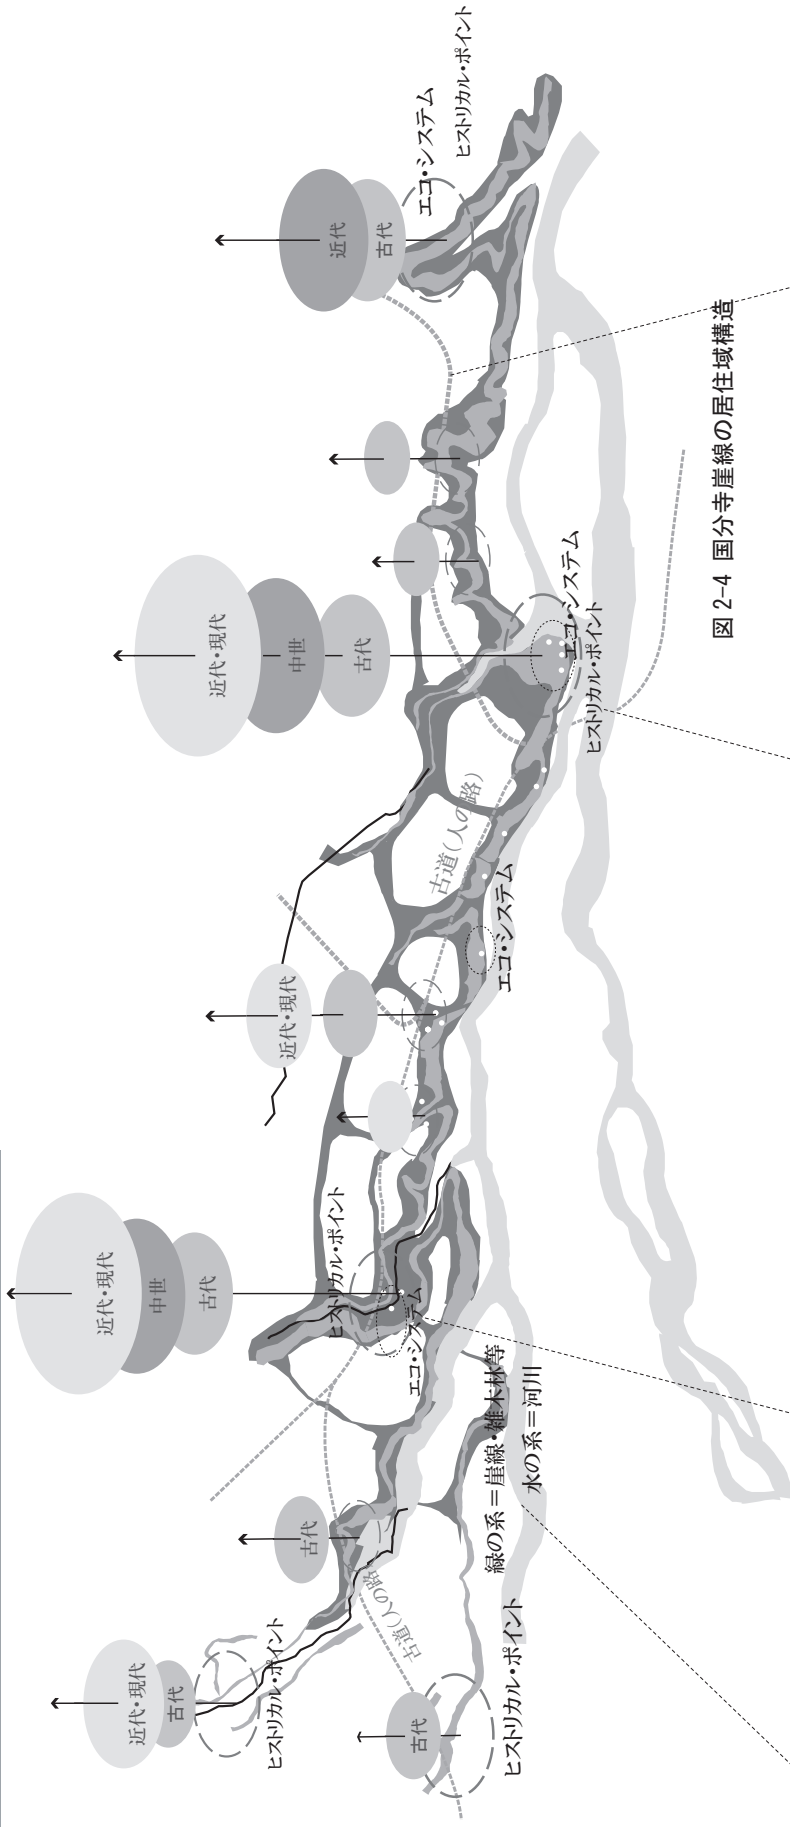 近代・現代
古代
ヒストリカル・ポイント
古代
ヒストリカル・ポイント
古道(人の路)
古代
緑の系=崖線・雑木林等
水の系=河川
近代・現代
中世
古代
ヒストリカル・ポイント
エコ・システム
近代・現代
エコ・システム
古道(人の路)
近代・現代
中世
古代
エコ・システム
ヒストリカル・ポイント
近代
古代
エコ・システム
ヒストリカル・ポイント
図 2-4 国分寺崖線の居住域構造